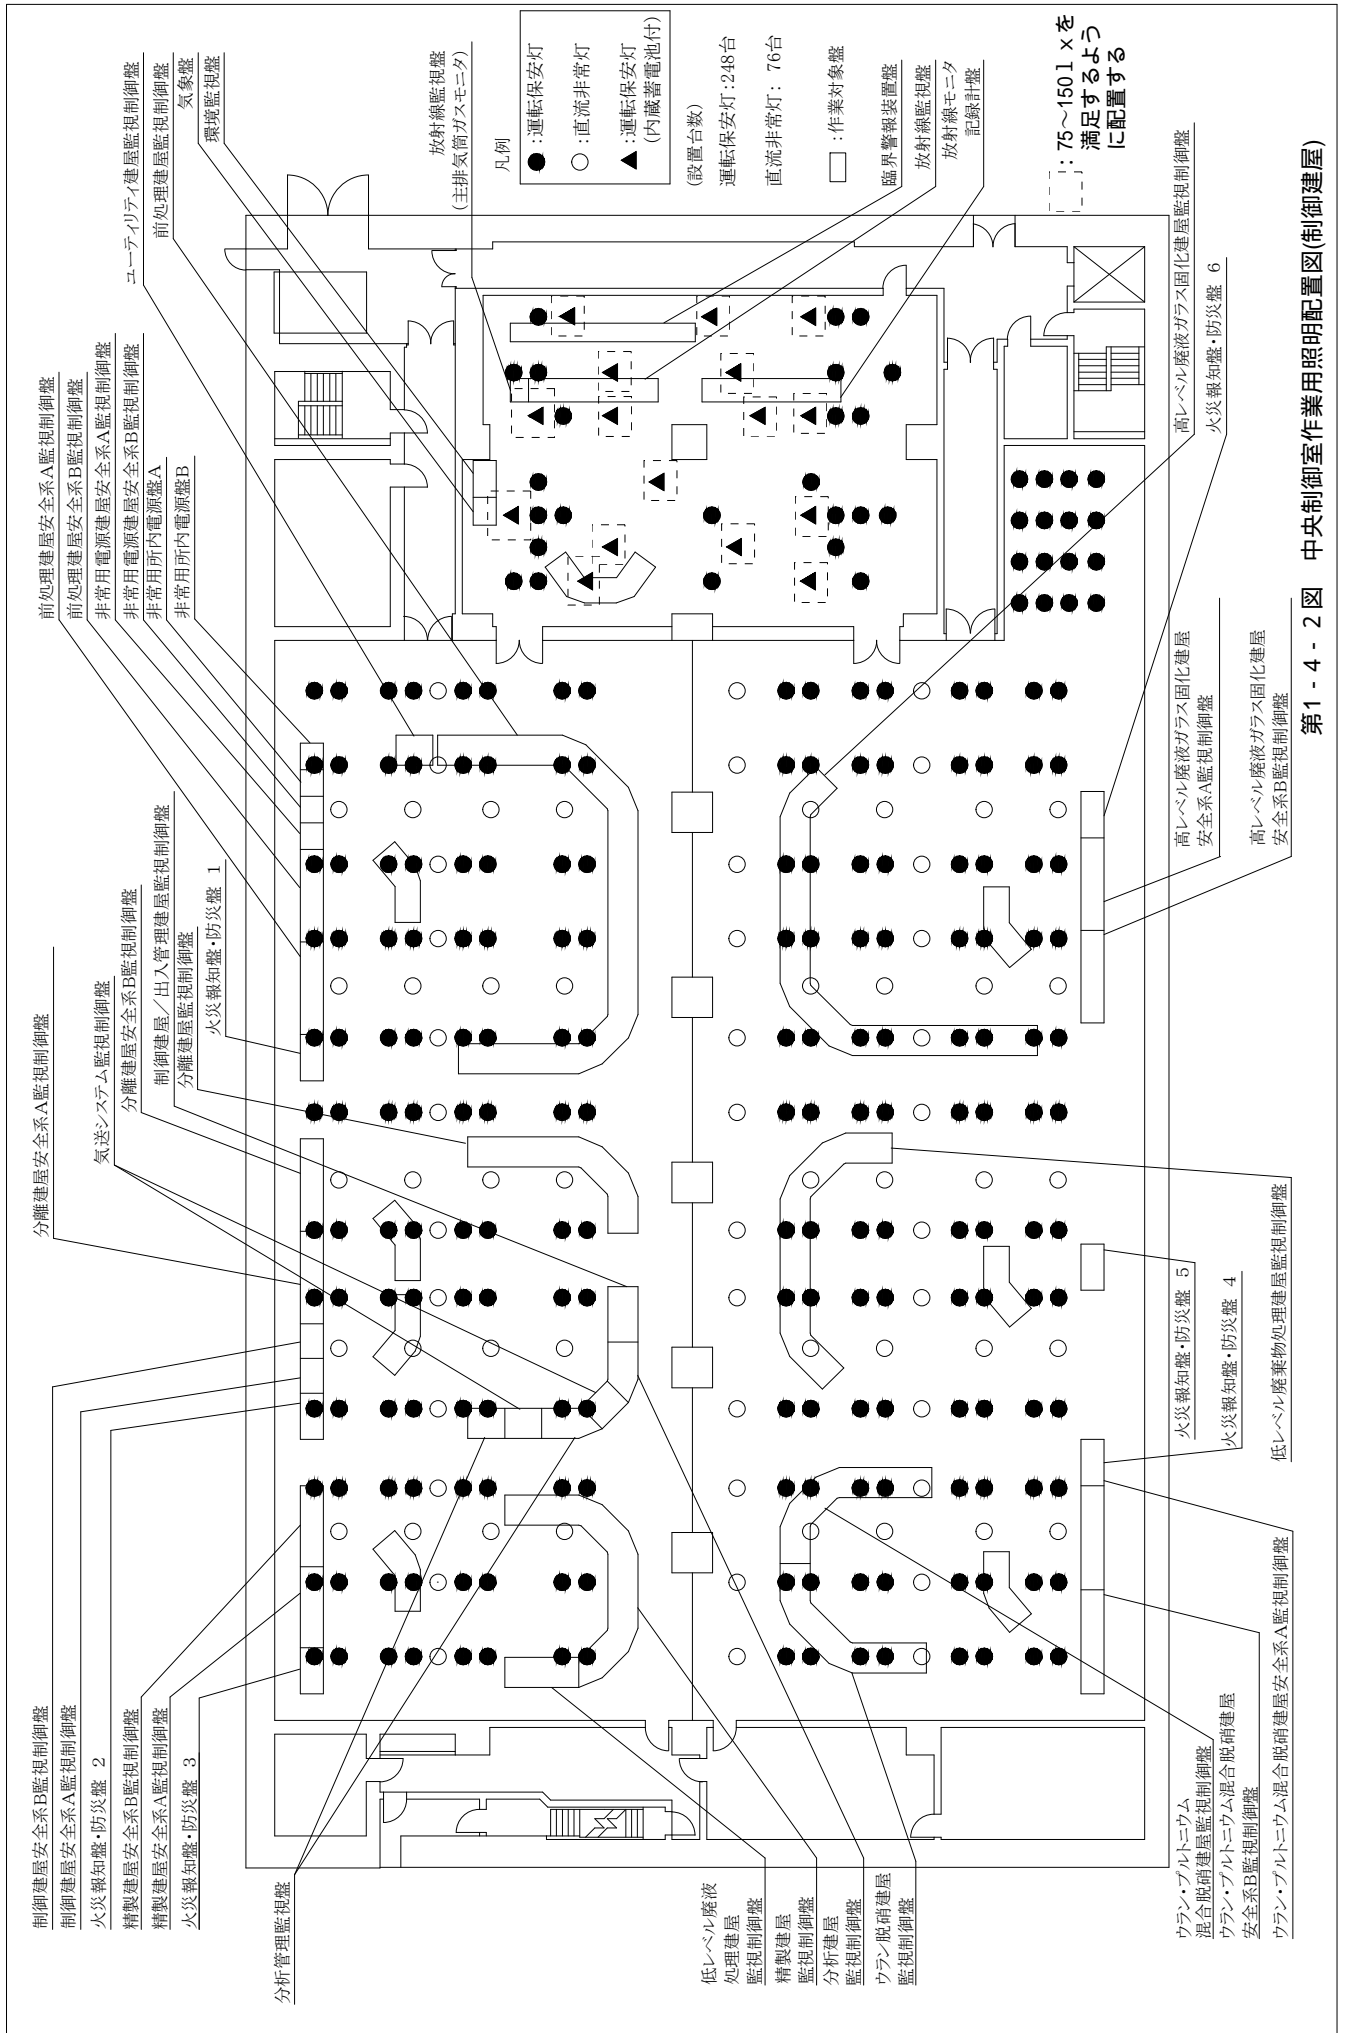 ユーティリティ建屋監視制御盤
前処理建屋監視制御盤
気象盤
環境監視盤
前処理建屋安全系A監視制御盤
前処理建屋安全系B監視制御盤
非常用電源建屋安全系A監視制御盤
非常用電源建屋安全系B監視制御盤
非常用所内電源盤A
非常用所内電源盤B
分離建屋安全系A監視制御盤
気送システム監視制御盤
分離建屋安全系B監視制御盤
制御建屋/出入管理建屋監視制御盤
分離建屋監視制御盤
火災報知盤・防災盤 1
制御建屋安全系B監視制御盤
制御建屋安全系A監視制御盤
火災報知盤・防災盤 2
精製建屋安全系B監視制御盤
精製建屋安全系A監視制御盤
火災報知盤・防災盤 3
分析管理監視盤
放射線監視盤
(主排気筒ガスモニタ)
凡例
●:運転保安灯
○:直流非常灯
▲:運転保安灯
(内蔵蓄電池付)
(設置台数)
運転保安灯:248台
直流非常灯: 76台
:作業対象盤
臨界警報装置盤
放射線監視盤
放射線モニタ
記録計盤
:75~150lxを
満足するよう
に配置する
高レベル廃液ガラス固化建屋監視制御盤
火災報知盤・防災盤 6
高レベル廃液ガラス固化建屋
安全系A監視制御盤
高レベル廃液ガラス固化建屋
安全系B監視制御盤
火災報知盤・防災盤 5
火災報知盤・防災盤 4
低レベル廃棄物処理建屋監視制御盤
低レベル廃液
処理建屋
監視制御盤
精製建屋
監視制御盤
分析建屋
監視制御盤
ウラン脱硝建屋
監視制御盤
ウラン・プルトニウム
混合脱硝建屋監視制御盤
ウラン・プルトニウム混合脱硝建屋
安全系B監視制御盤
ウラン・プルトニウム混合脱硝建屋安全系A監視制御盤
第1-4-2図 中央制御室作業用照明配置図(制御建屋)